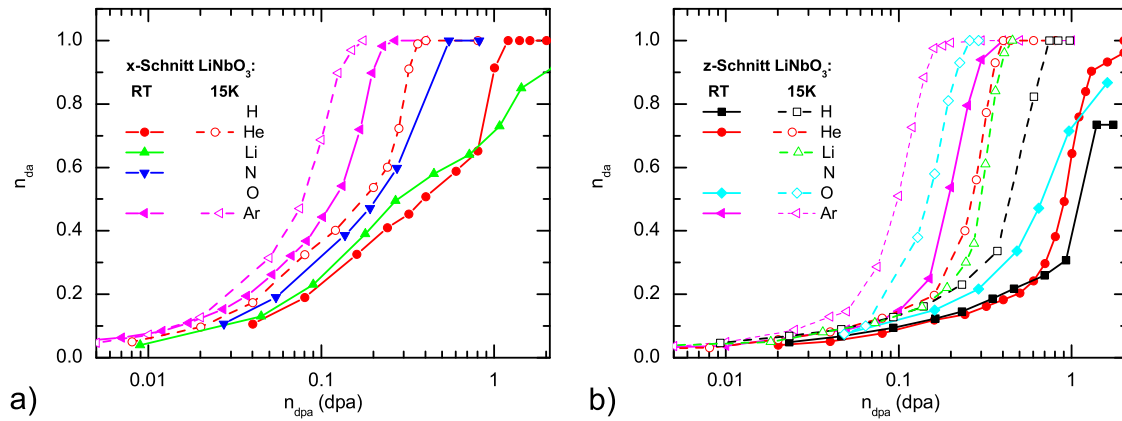 1.0
0.8
0.6
0.4
0.2
0.0
n_da
x-Schnitt LiNbO₃:
RT 15K
H
He
Li
N
O
Ar
0.01 0.1 1
n_dpa (dpa)
a)
1.0
0.8
0.6
0.4
0.2
0.0
n_da
z-Schnitt LiNbO₃:
RT 15K
H
He
Li
N
O
Ar
0.01 0.1 1
n_dpa (dpa)
b)